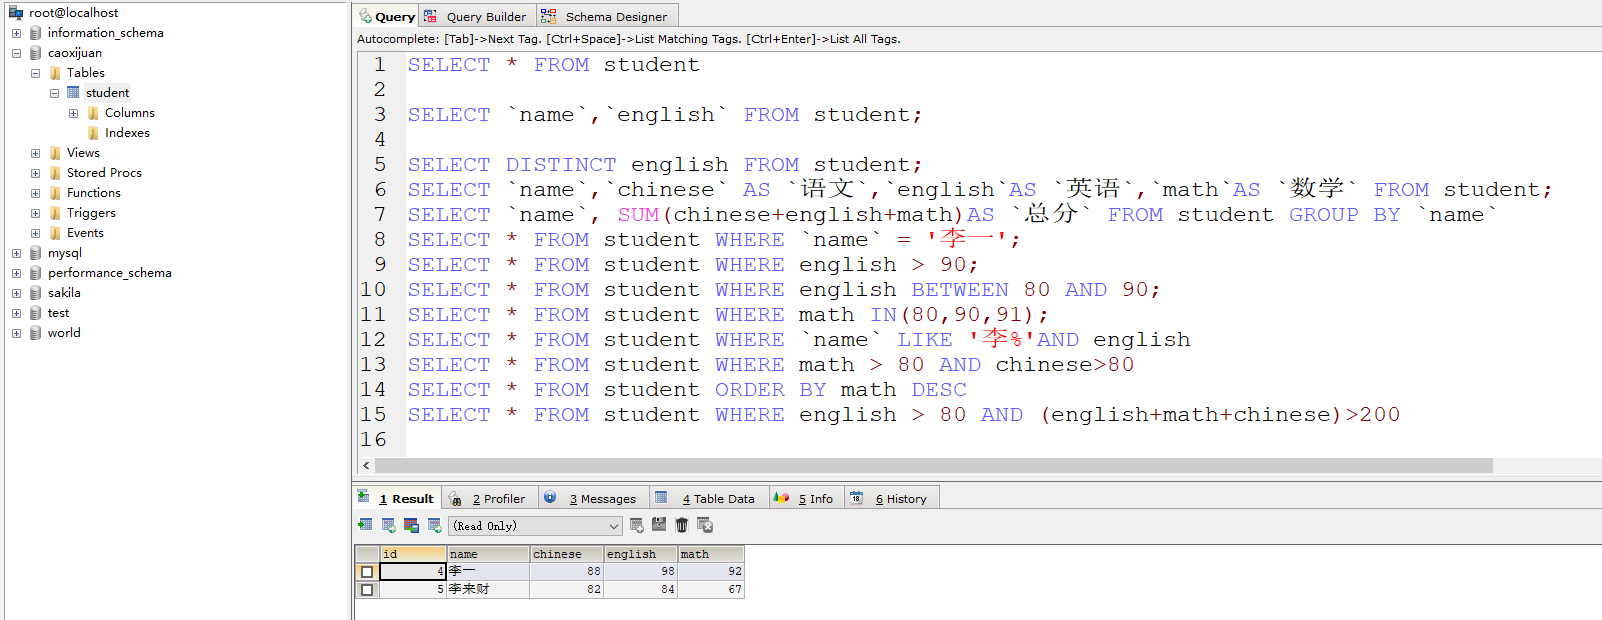 root@localhost
information_schema
caoxijuan
Tables
student
Columns
Indexes
Views
Stored Procs
Functions
Triggers
Events
mysql
performance_schema
sakila
test
world
Query Query Builder Schema Designer
Autocomplete: [Tab]->Next Tag. [Ctrl+Space]->List Matching Tags. [Ctrl+Enter]->List All Tags.
1 SELECT * FROM student
2
3 SELECT `name`,`english` FROM student;
4
5 SELECT DISTINCT english FROM student;
6 SELECT `name`,`chinese` AS `语文`,`english`AS `英语`,`math`AS `数学` FROM student;
7 SELECT `name`, SUM(chinese+english+math)AS `总分` FROM student GROUP BY `name`
8 SELECT * FROM student WHERE `name` = '李一';
9 SELECT * FROM student WHERE english > 90;
10 SELECT * FROM student WHERE english BETWEEN 80 AND 90;
11 SELECT * FROM student WHERE math IN(80,90,91);
12 SELECT * FROM student WHERE `name` LIKE '李%'AND english
13 SELECT * FROM student WHERE math > 80 AND chinese>80
14 SELECT * FROM student ORDER BY math DESC
15 SELECT * FROM student WHERE english > 80 AND (english+math+chinese)>200
16
1 Result 2 Profiler 3 Messages 4 Table Data 5 Info 6 History
(Read Only)
id name chinese english math
4 李一 88 98 92
5 李来财 82 84 67